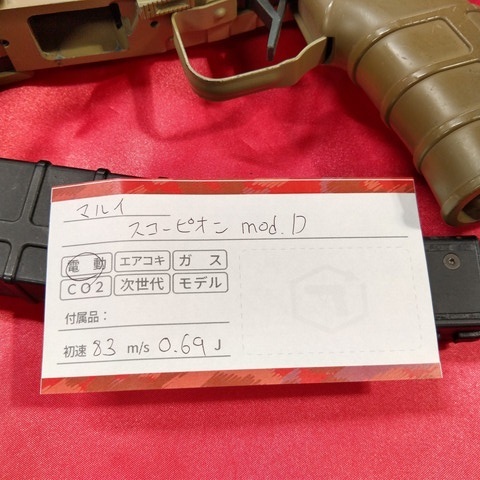 マルイ
スコーピオン mod.D
電動 エアコキ ガス
CO2 次世代 モデル
付属品：
初速 83 m/s 0.69 J